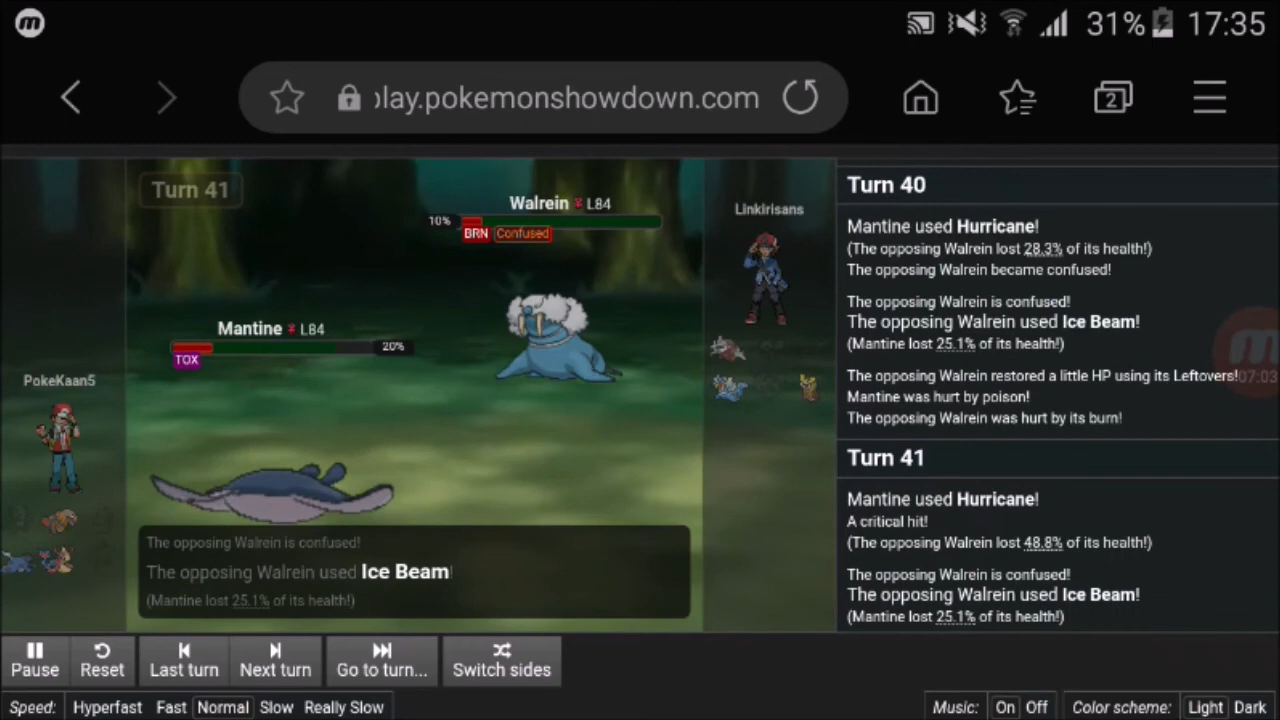 31% 17:35
play.pokemonshowdown.com
2
Turn 41
Walrein L84
10%
BRN Confused
Linkirisans
Mantine L84
20%
TOX
PokeKaan5
The opposing Walrein is confused!
The opposing Walrein used Ice Beam!
(Mantine lost 25.1% of its health!)
Turn 40
Mantine used Hurricane!
(The opposing Walrein lost 28.3% of its health!)
The opposing Walrein became confused!
The opposing Walrein is confused!
The opposing Walrein used Ice Beam!
(Mantine lost 25.1% of its health!)
The opposing Walrein restored a little HP using its Leftovers!
Mantine was hurt by poison!
The opposing Walrein was hurt by its burn!
07:03
Turn 41
Mantine used Hurricane!
A critical hit!
(The opposing Walrein lost 48.8% of its health!)
The opposing Walrein is confused!
The opposing Walrein used Ice Beam!
(Mantine lost 25.1% of its health!)
Pause Reset Last turn Next turn Go to turn... Switch sides
Speed: Hyperfast Fast Normal Slow Really Slow
Music: On Off Color scheme: Light Dark